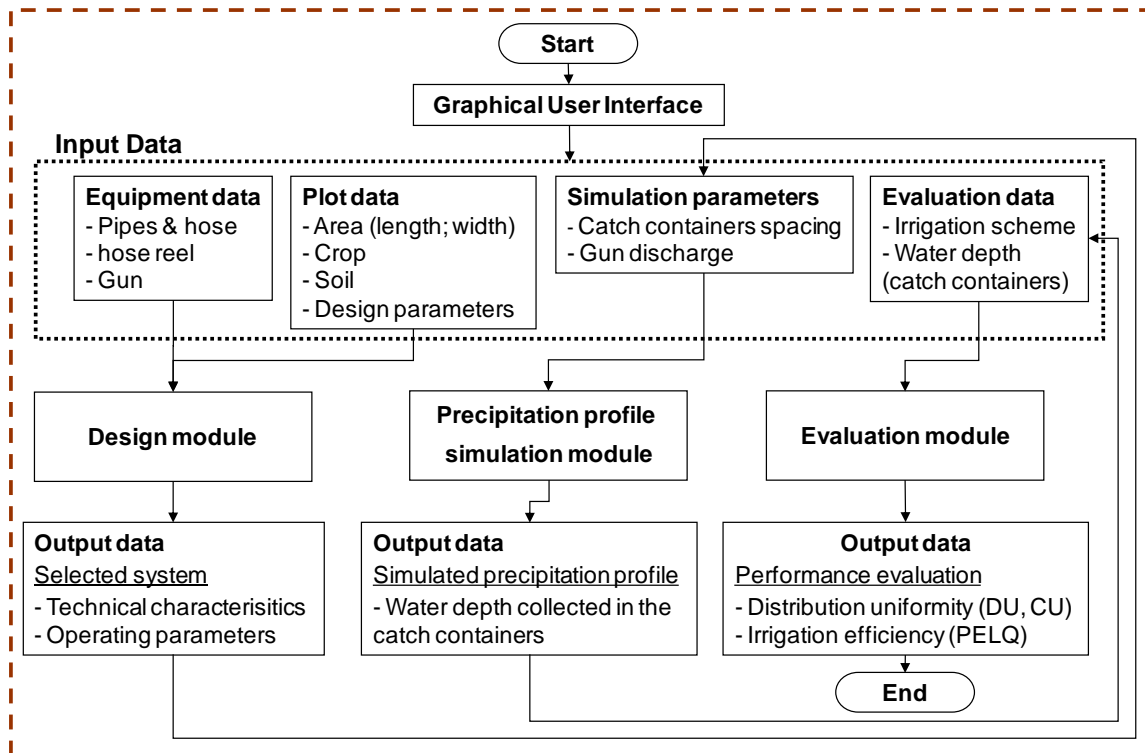 Start
Graphical User Interface
Input Data
Equipment data
- Pipes & hose
- hose reel
- Gun
Plot data
- Area (length; width)
- Crop
- Soil
- Design parameters
Simulation parameters
- Catch containers spacing
- Gun discharge
Evaluation data
- Irrigation scheme
- Water depth
(catch containers)
Design module
Precipitation profile
simulation module
Evaluation module
Output data
Selected system
- Technical characterisitics
- Operating parameters
Output data
Simulated precipitation profile
- Water depth collected in the
catch containers
Output data
Performance evaluation
- Distribution uniformity (DU, CU)
- Irrigation efficiency (PELQ)
End